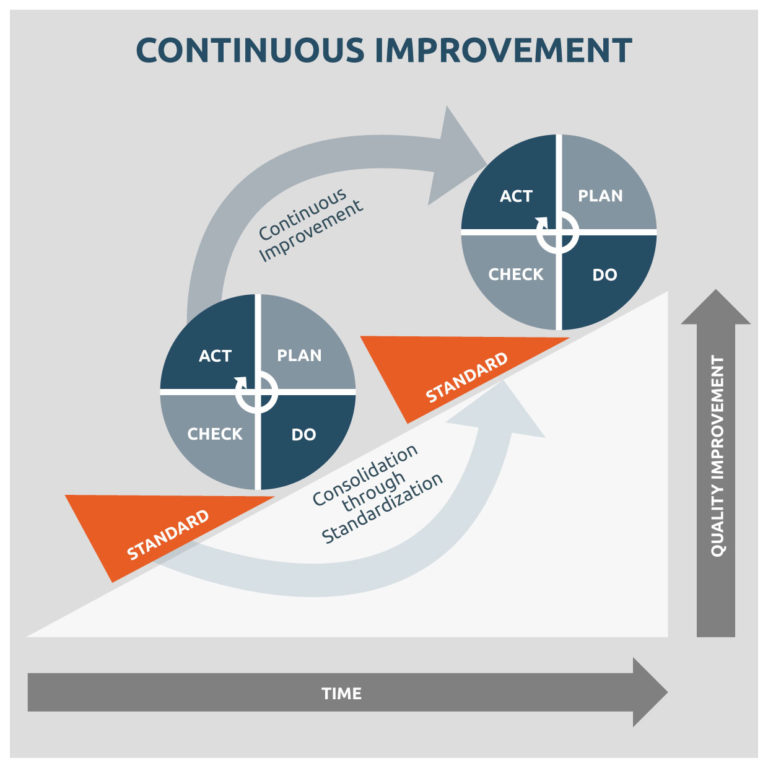 CONTINUOUS IMPROVEMENT
Continuous
Improvement
ACT
PLAN
CHECK
DO
ACT
PLAN
CHECK
DO
STANDARD
STANDARD
Consolidation
through
Standardization
QUALITY IMPROVEMENT
TIME